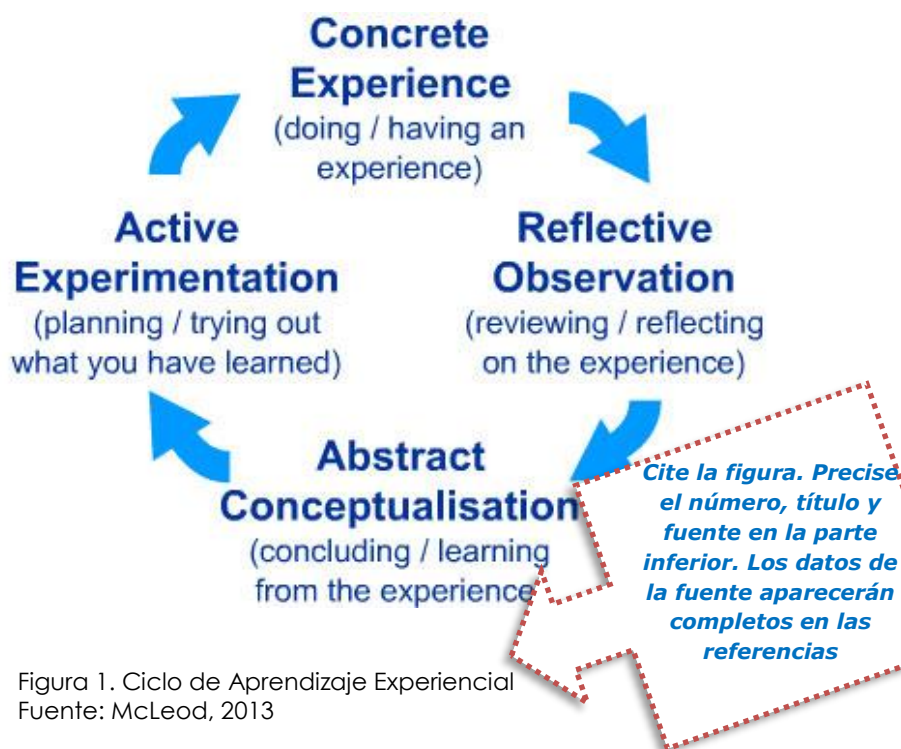 Concrete
Experience
(doing / having an
experience)
Reflective
Observation
(reviewing / reflecting
on the experience)
Abstract
Conceptualisation
(concluding / learning
from the experience
Active
Experimentation
(planning / trying out
what you have learned)
Cite la figura. Precise
el número, título y
fuente en la parte
inferior. Los datos de
la fuente aparecerán
completos en las
referencias
Figura 1. Ciclo de Aprendizaje Experiencial
Fuente: McLeod, 2013